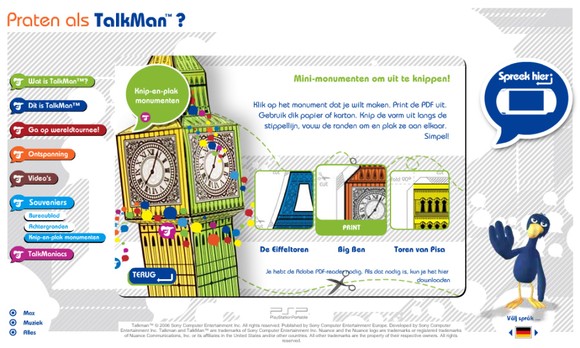 Praten als TalkMan™ ?
Wat is TalkMan™?
Dit is TalkMan™
Ga op wereldtournee!
Ontspanning
Video's
Souveniers
Bureaublad
Achtergronden
Knip-en-plak monumenten
TalkManiacs
Mas
Muziek
Alles
Knip-en-plak
monumenten
Mini-monumenten om uit te knippen!
Klik op het monument dat je wilt maken. Print de PDF uit.
Gebruik dik papier of karton. Knip de vorm uit langs de
stippellijn, vouw de randen om en plak ze aan elkaar.
Simpel!
PRINT
De Eiffeltoren
Big Ben
Toren van Pisa
TERUG
Je hebt de Adobe PDF-reader nodig. Als dat nodig is, kun je het hier
downloaden
Spreek hier!
Välj språk ...
PSP
PlayStation Portable
Talkman™ © 2006 Sony Computer Entertainment Inc. All rights reserved. Published by Sony Computer Entertainment Europe. Developed by Sony Computer
Entertainment Inc. Talkman and TalkMan are trademarks of Sony Computer Entertainment Inc. Nuance and the Nuance logo are trademarks or registered trademarks
of Nuance Communications, Inc. or its affiliates in the United States and/or other countries. All other trademarks are the property of their respective owners. All rights
reserved.